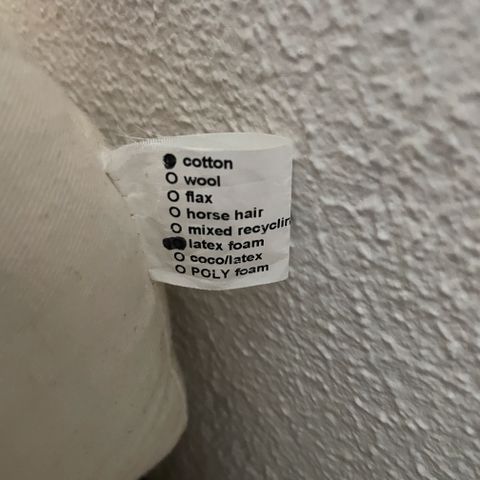 cotton
wool
flax
horse hair
mixed recyclin
latex foam
coco/latex
POLY foam